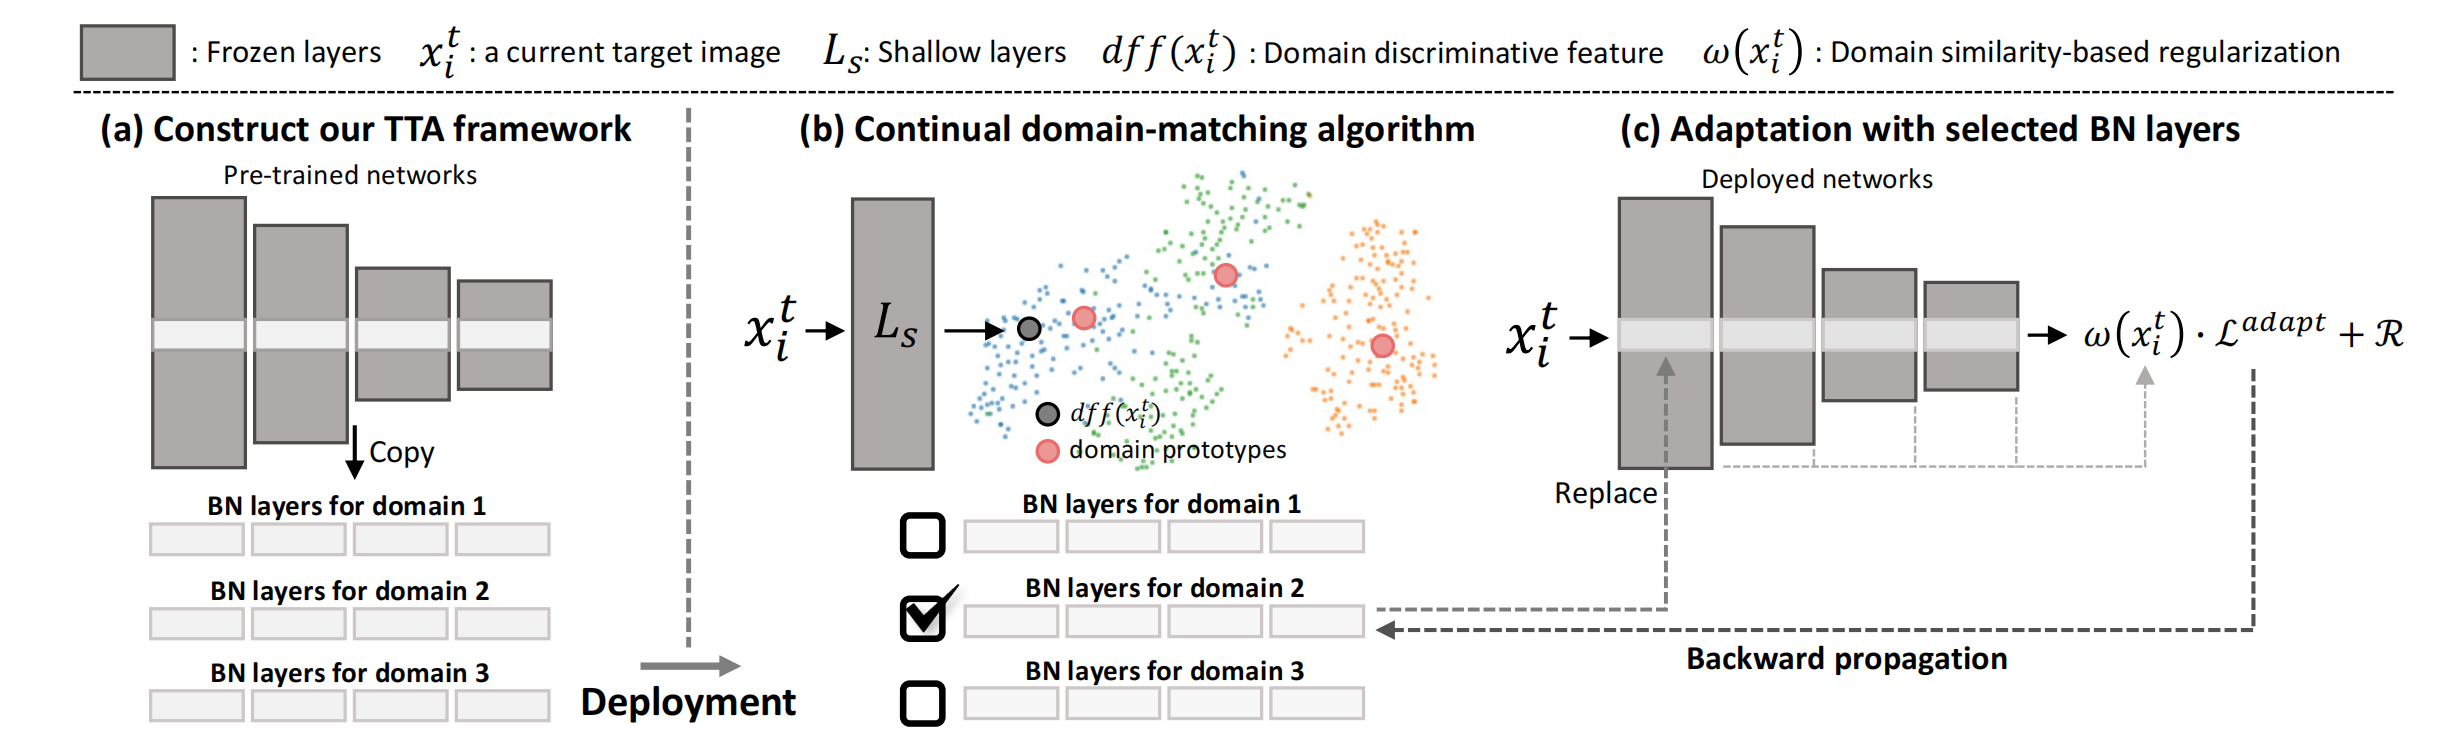 : Frozen layers x_i^t : a current target image L_s: Shallow layers dff(x_i^t) : Domain discriminative feature ω(x_i^t) : Domain similarity-based regularization
(a) Construct our TTA framework
Pre-trained networks
Copy
BN layers for domain 1
BN layers for domain 2
BN layers for domain 3
Deployment
(b) Continual domain-matching algorithm
x_i^t
L_s
dff(x_i^t)
domain prototypes
BN layers for domain 1
BN layers for domain 2
BN layers for domain 3
(c) Adaptation with selected BN layers
Deployed networks
x_i^t
ω(x_i^t) · ℒ^{adapt} + ℛ
Replace
Backward propagation